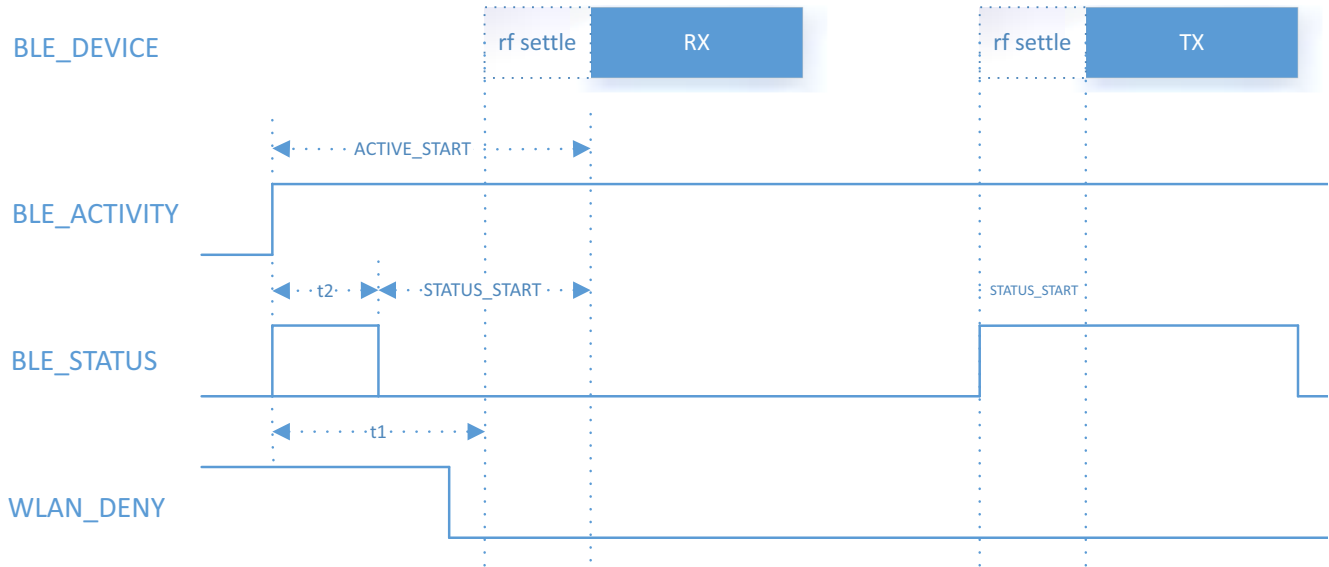 BLE_DEVICE
rf settle
RX
rf settle
TX
ACTIVE_START
BLE_ACTIVITY
t2
STATUS_START
STATUS_START
BLE_STATUS
t1
WLAN_DENY